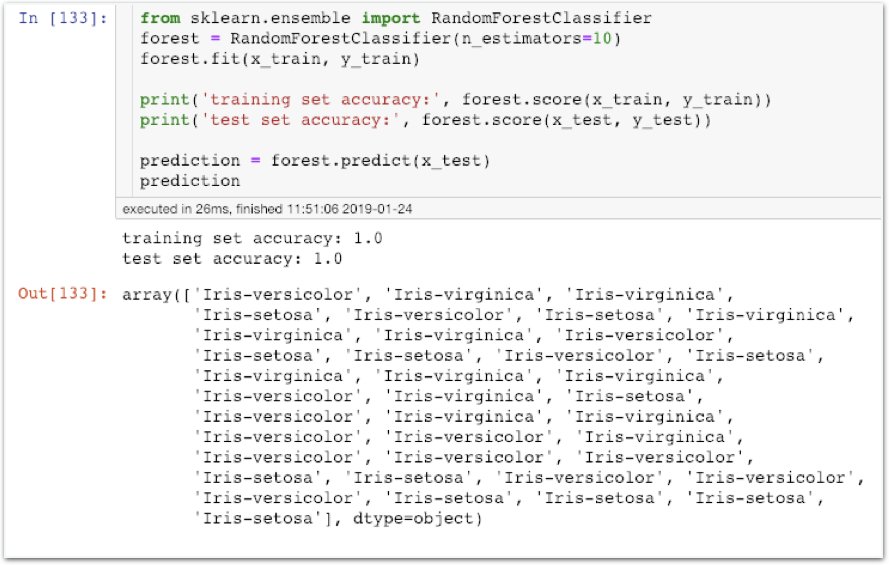 In [133]: from sklearn.ensemble import RandomForestClassifier
forest = RandomForestClassifier(n_estimators=10)
forest.fit(x_train, y_train)
print('training set accuracy:', forest.score(x_train, y_train))
print('test set accuracy:', forest.score(x_test, y_test))
prediction = forest.predict(x_test)
prediction
executed in 26ms, finished 11:51:06 2019-01-24
training set accuracy: 1.0
test set accuracy: 1.0
Out[133]: array(['Iris-versicolor', 'Iris-virginica', 'Iris-virginica',
'Iris-setosa', 'Iris-versicolor', 'Iris-setosa', 'Iris-virginica',
'Iris-virginica', 'Iris-virginica', 'Iris-versicolor',
'Iris-setosa', 'Iris-setosa', 'Iris-versicolor', 'Iris-setosa',
'Iris-virginica', 'Iris-virginica', 'Iris-virginica',
'Iris-versicolor', 'Iris-virginica', 'Iris-setosa',
'Iris-versicolor', 'Iris-virginica', 'Iris-virginica',
'Iris-versicolor', 'Iris-versicolor', 'Iris-virginica',
'Iris-versicolor', 'Iris-versicolor', 'Iris-versicolor',
'Iris-setosa', 'Iris-setosa', 'Iris-versicolor', 'Iris-versicolor',
'Iris-versicolor', 'Iris-setosa', 'Iris-setosa', 'Iris-setosa',
'Iris-setosa'], dtype=object)